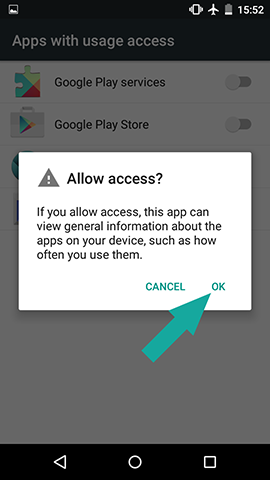 15:52
Apps with usage access
Google Play services
Google Play Store
Allow access?
If you allow access, this app can
view general information about the
apps on your device, such as how
often you use them.
CANCEL OK